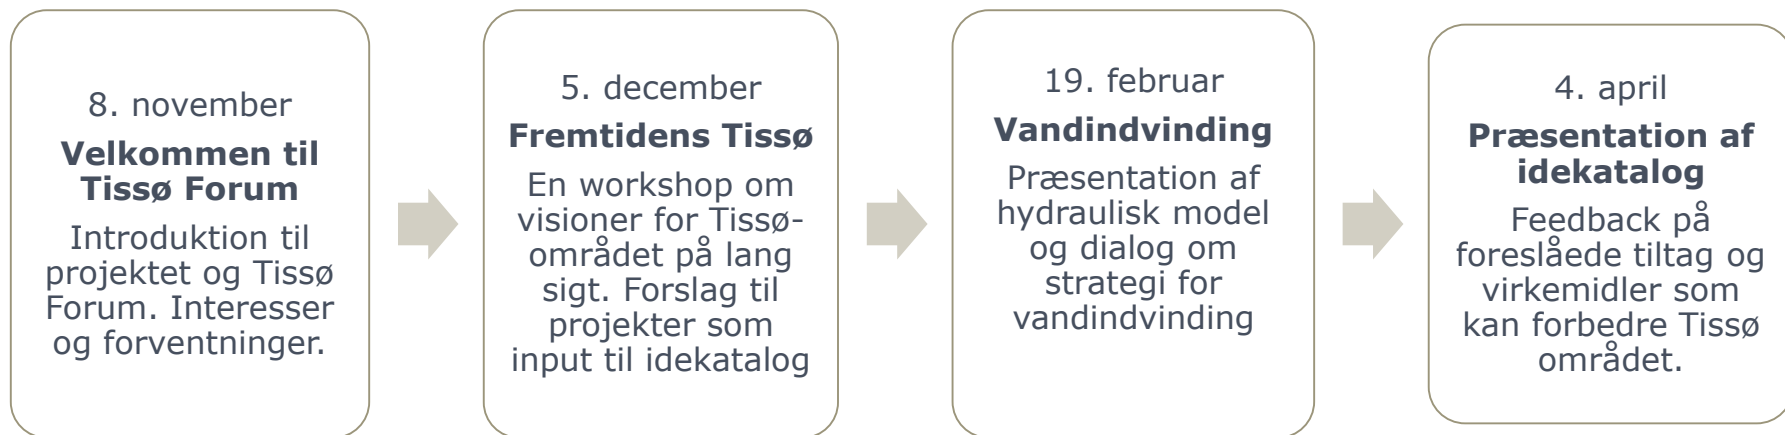 8. november
Velkommen til
Tissø Forum
Introduktion til
projektet og Tissø
Forum. Interesser
og forventninger.
5. december
Fremtidens Tissø
En workshop om
visioner for Tissø-
området på lang
sigt. Forslag til
projekter som
input til idekatalog
19. februar
Vandindvinding
Præsentation af
hydraulisk model
og dialog om
strategi for
vandindvinding
4. april
Præsentation af
idekatalog
Feedback på
foreslåede tiltag og
virkemidler som
kan forbedre Tissø
området.